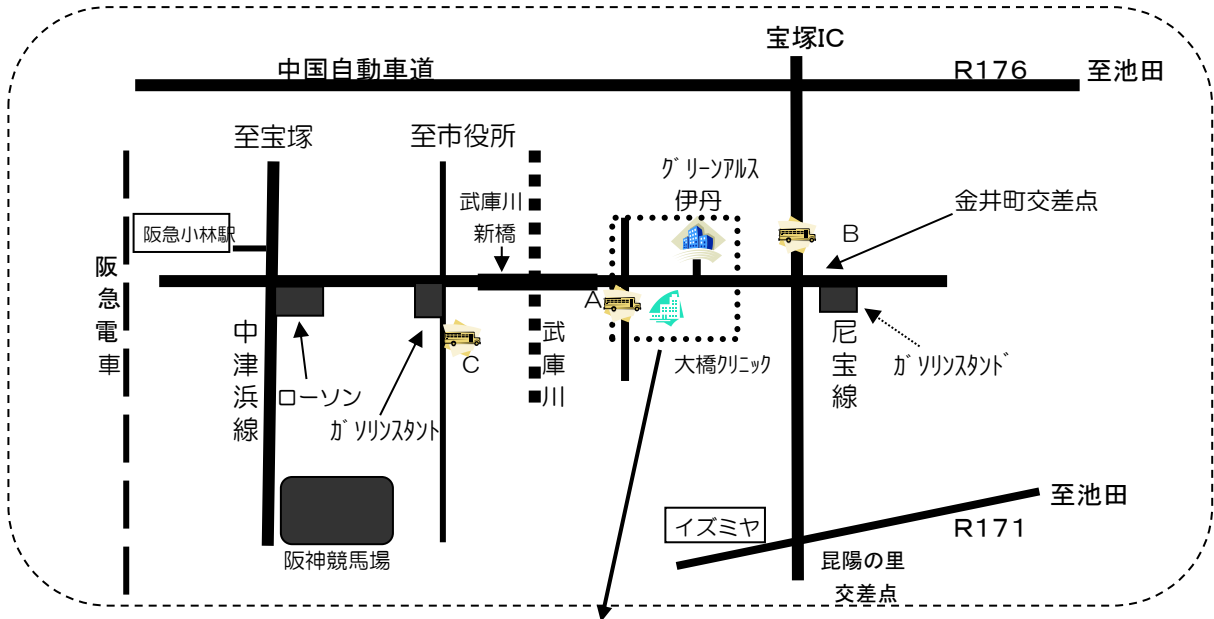 宝塚IC
中国自動車道
R176
至池田
至宝塚
至市役所
グリーンアルス
伊丹
武庫川
新橋
金井町交差点
阪急小林駅
B
阪急電車
A
中津浜線
C
武庫川
大橋クリニック
尼宝線
ガソリンスタンド
ローソン
ガソリンスタント
至池田
イズミヤ
R171
阪神競馬場
昆陽の里
交差点